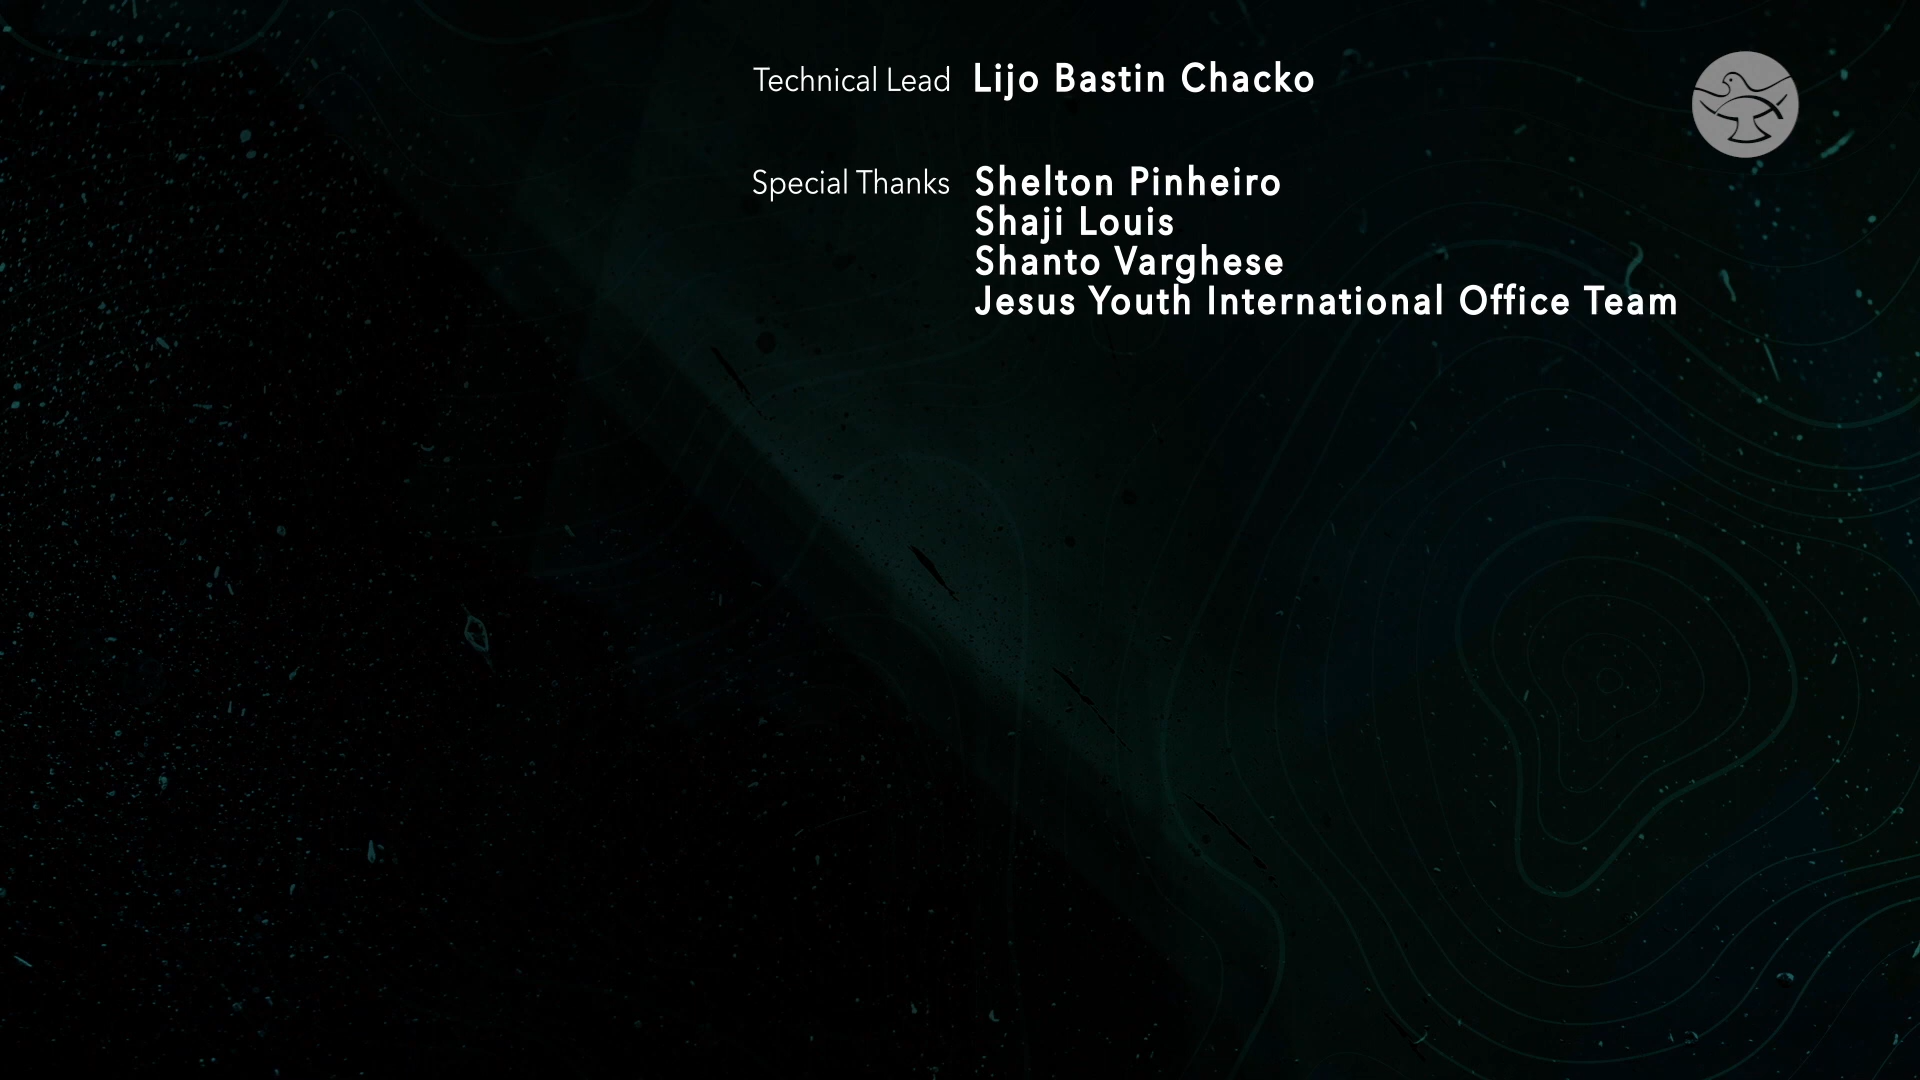 Technical Lead Lijo Bastin Chacko
Special Thanks Shelton Pinheiro
Shaji Louis
Shanto Varghese
Jesus Youth International Office Team